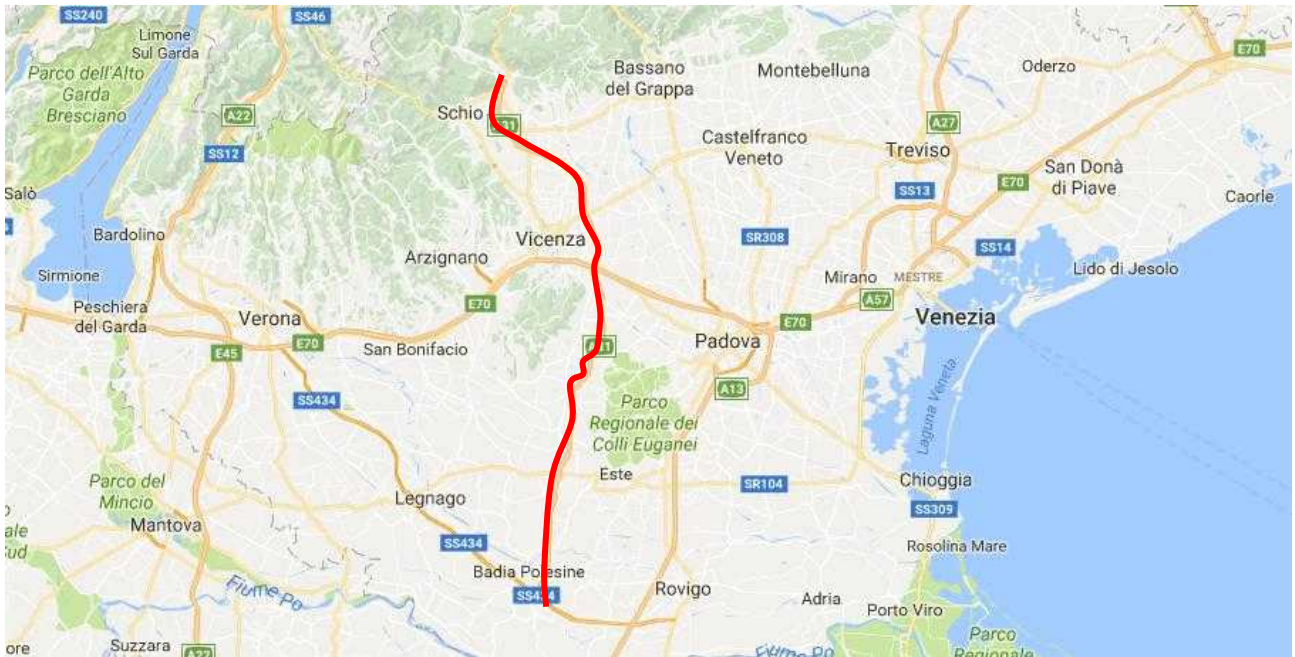 SS240
SS46
E70
Limone
Sul Garda
Bassano
del Grappa
Montebelluna
Oderzo
Parco dell'Alto
Garda
Bresciano
A22
Schio
A31
A27
SS12
Castelfranco
Veneto
Treviso
San Donà
di Piave
E70
SS13
Salò
Caorle
Bardolino
Vicenza
SR308
SS14
Arzignano
Sirmione
Mirano
MESTRE
Lido di Jesolo
A57
Peschiera
del Garda
E70
Verona
Venezia
E70
E70
Padova
San Bonifacio
E45
A31
A13
Laguna Veneta
SS434
Parco
Regionale dei
Colli Euganei
Este
Parco del
Mincio
SR104
Chioggia
Legnago
SS309
Mantova
SS434
Rosolina Mare
Badia Polesine
Fiume Po
SS434
Rovigo
Adria
Porto Viro
Suzzara
A22
Fiume Po
Parco
Regionale